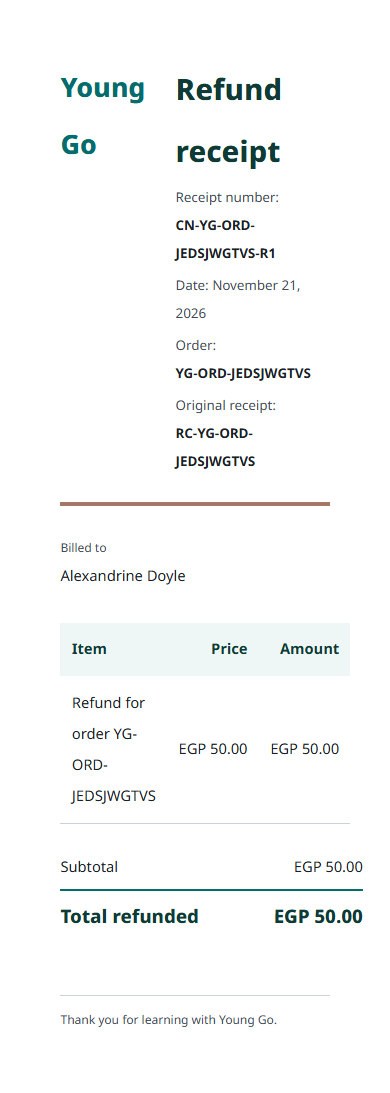 Young
Go
Refund
receipt
Receipt number:
CN-YG-ORD-
JEDSJWGTVS-R1
Date: November 21,
2026
Order:
YG-ORD-JEDSJWGTVS
Original receipt:
RC-YG-ORD-
JEDSJWGTVS
Billed to
Alexandrine Doyle
Item Price Amount
Refund for
order YG-
ORD-
JEDSJWGTVS
EGP 50.00 EGP 50.00
Subtotal EGP 50.00
Total refunded EGP 50.00
Thank you for learning with Young Go.